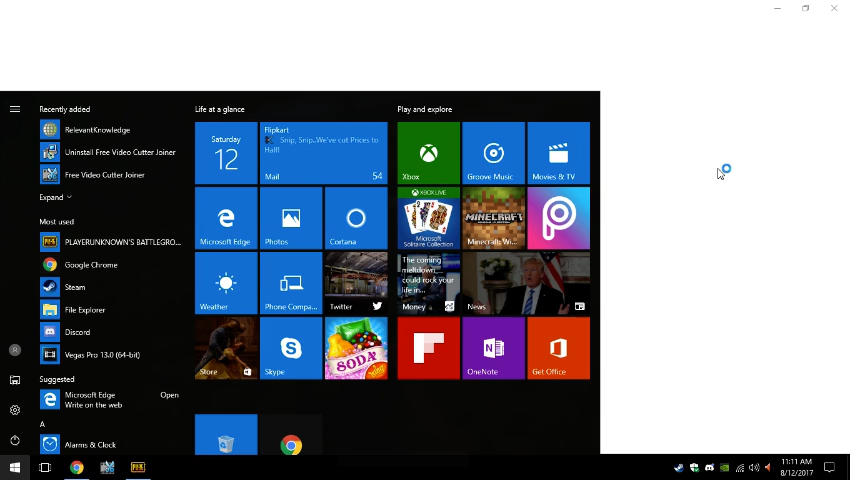 Recently added
RelevantKnowledge
Uninstall Free Video Cutter Joiner
Free Video Cutter Joiner
Expand
Most used
PLAYERUNKNOWN'S BATTLEGRO...
Google Chrome
Steam
File Explorer
Discord
Vegas Pro 13.0 (64-bit)
Suggested
Microsoft Edge
Write on the web
Open
A
Alarms & Clock
Life at a glance
Saturday
12
Flipkart
Snip, Snip..We've cut Prices to
Half!
Mail
54
Microsoft Edge
Photos
Cortana
Weather
Phone Compa...
Twitter
Store
Skype
SODA
Play and explore
Xbox
Groove Music
Movies & TV
XBOX LIVE
Microsoft
Solitaire Collection
MINECRAFT
Minecraft: Wi...
The coming
meltdown...
could rock your
life in...
Money
News
OneNote
Get Office
11:11 AM
8/12/2017